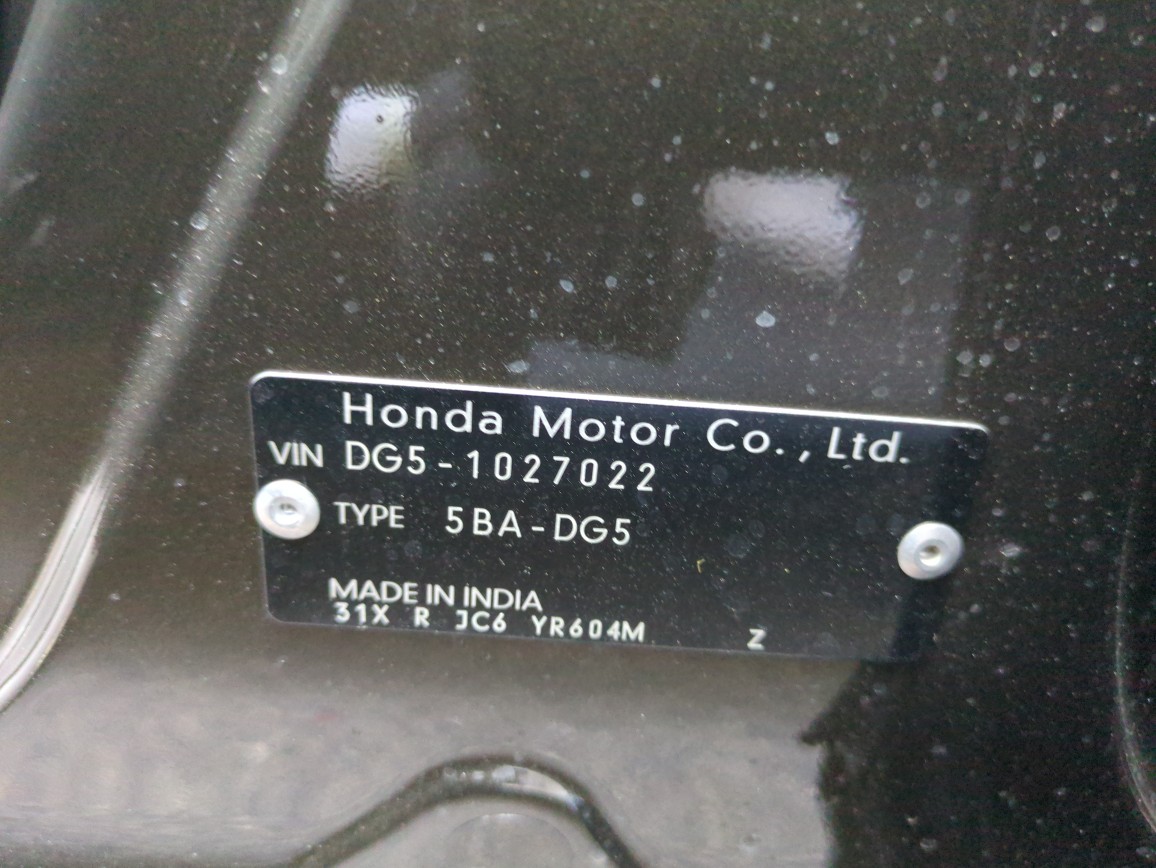 Honda Motor Co., Ltd.
VIN DG5-1027022
TYPE 5BA-DG5
MADE IN INDIA
31X R JC6 YR604M Z